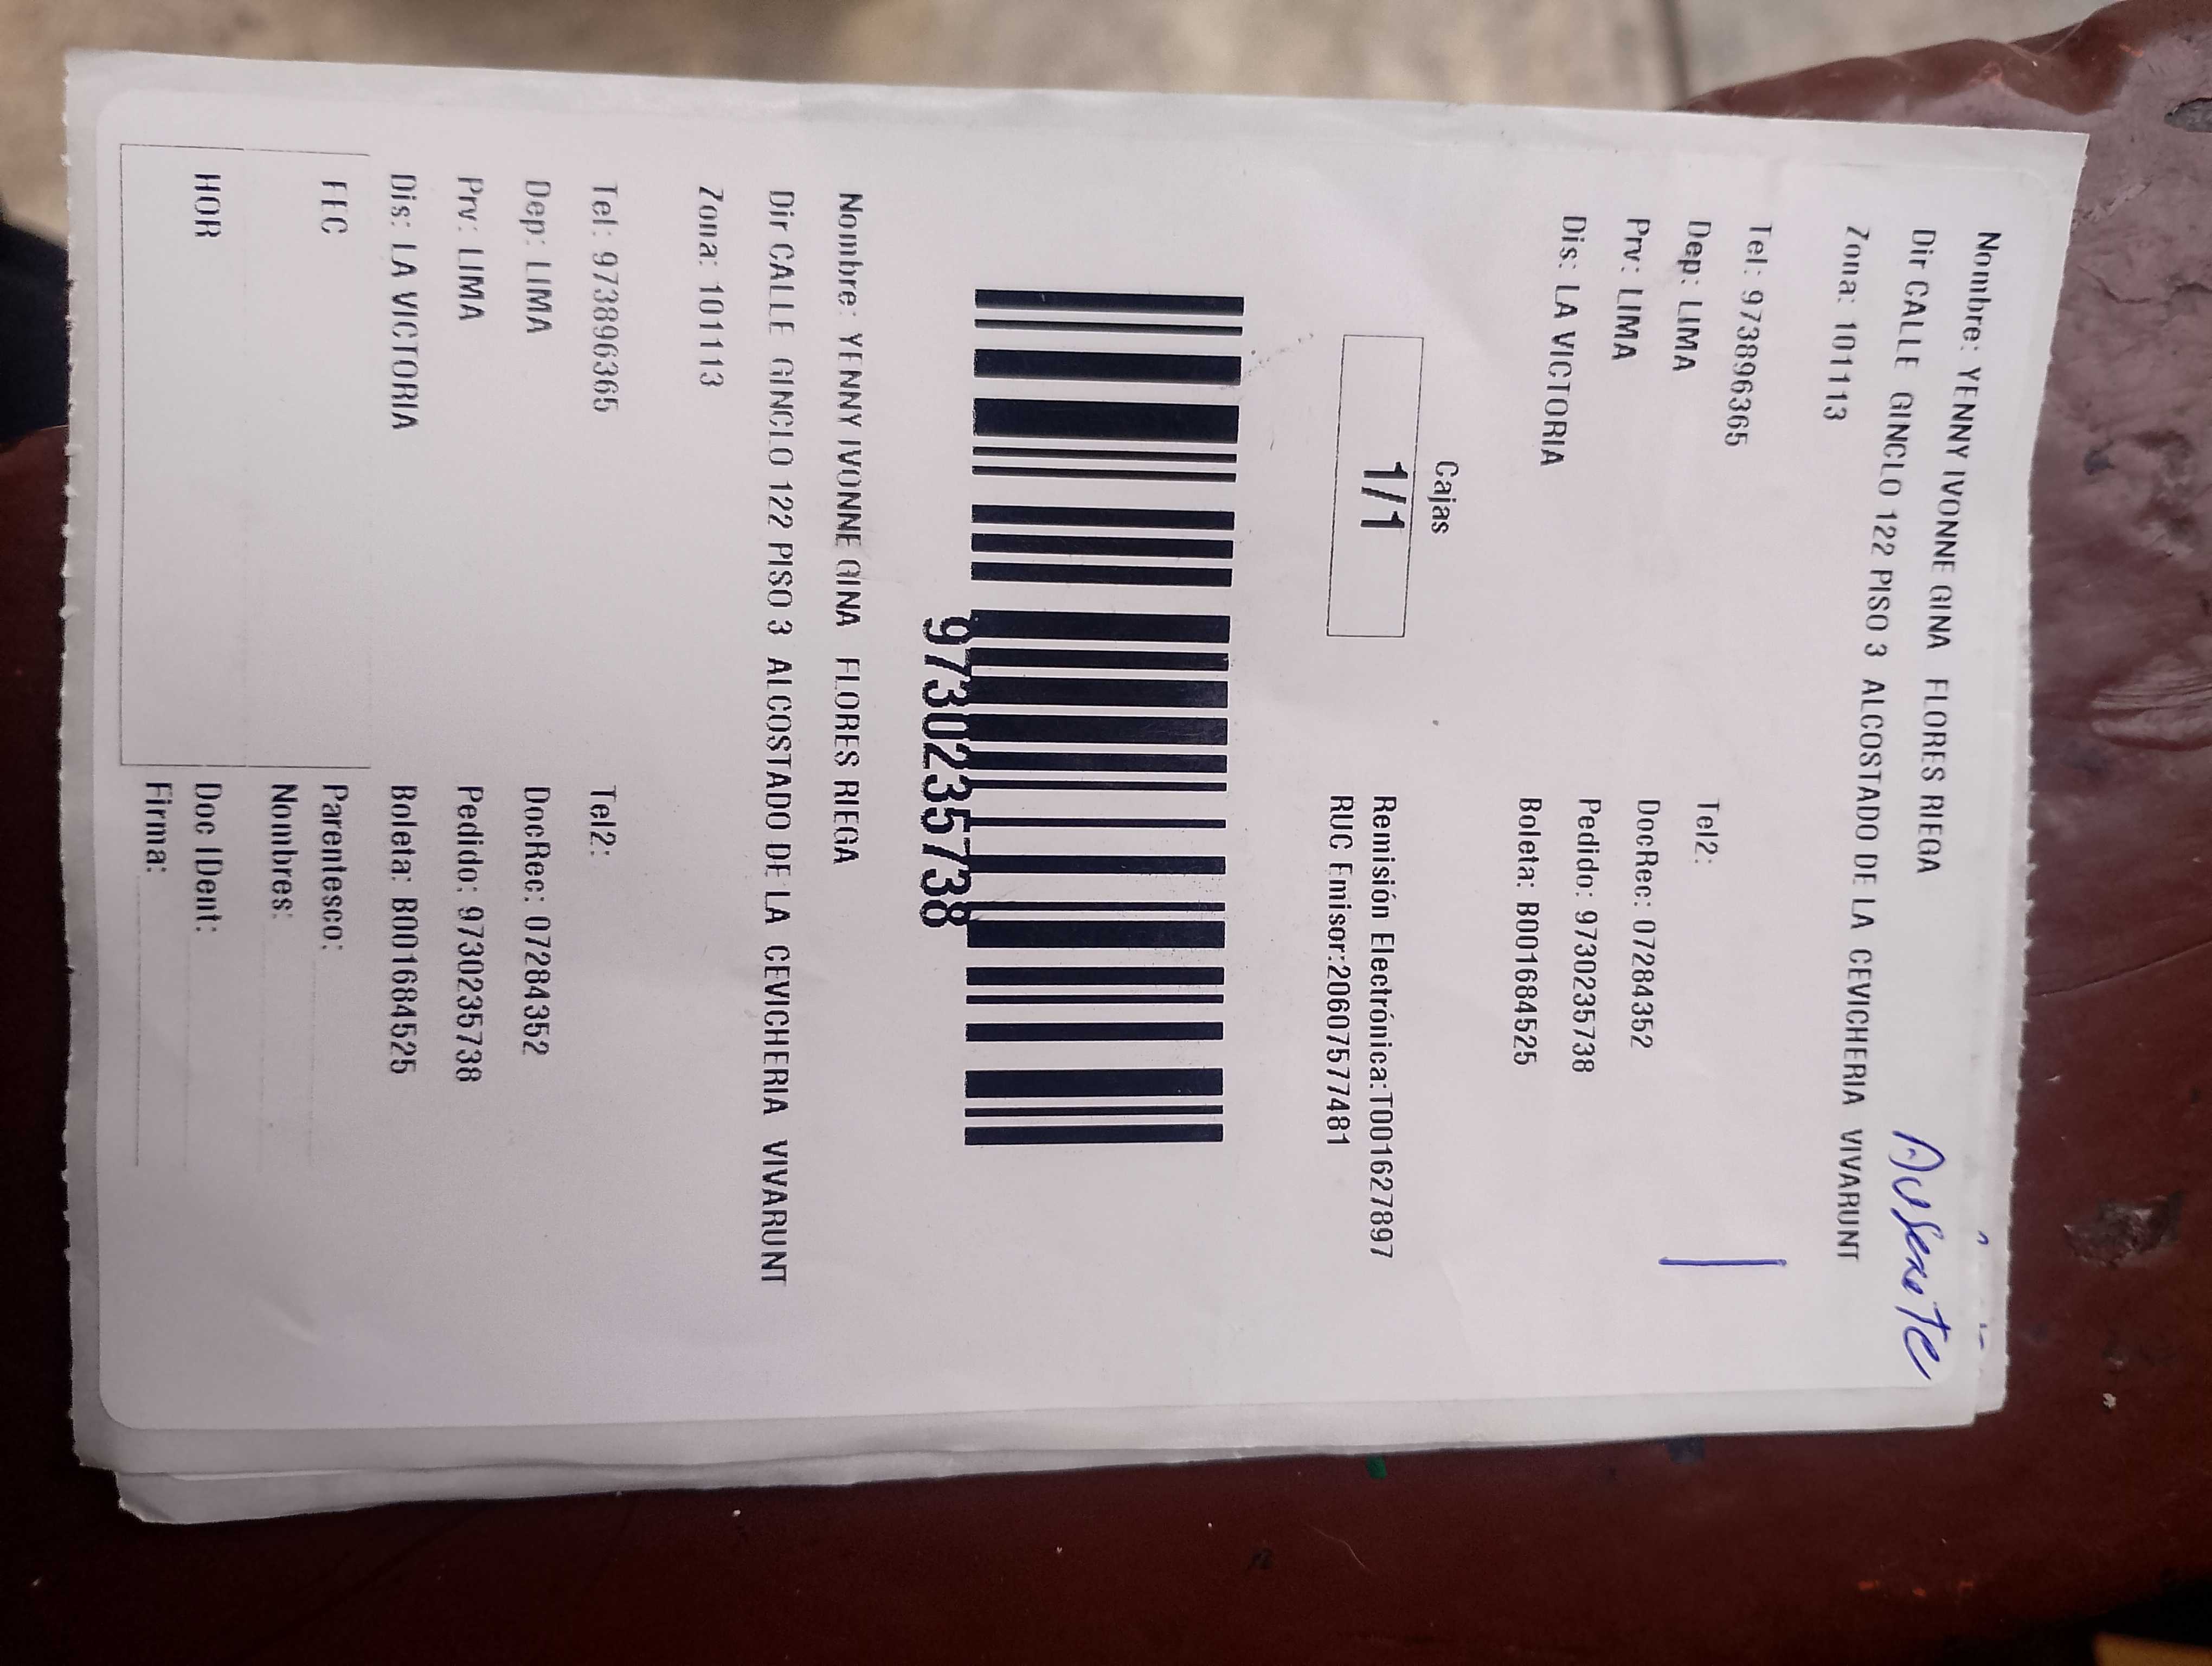 Nombre: YENNY IVONNE GINA FLORES RIEGA
Ausente
Dir CALLE GINCLO 122 PISO 3 ALCOSTADO DE LA CEVICHERIA VIVARUNT
Zona: 101113
Tel: 973896365 Tel2:
Dep: LIMA DocRec: 07284352
Prv: LIMA Pedido: 97302357​38
Dis: LA VICTORIA Boleta: B001684525
Cajas
1/1
Remisión Electrónica:T001627897
RUC Emisor:20607577481
9730235738
Nombre: YENNY IVONNE GINA FLORES RIEGA
Dir CALLE GINCLO 122 PISO 3 ALCOSTADO DE LA CEVICHERIA VIVARUNT
Zona: 101113
Tel: 973896365 Tel2:
Dep: LIMA DocRec: 07284352
Prv: LIMA Pedido: 9730235738
Dis: LA VICTORIA Boleta: B001684525
FEC Parentesco:
Nombres:
HOR Doc IDent:
Firma: